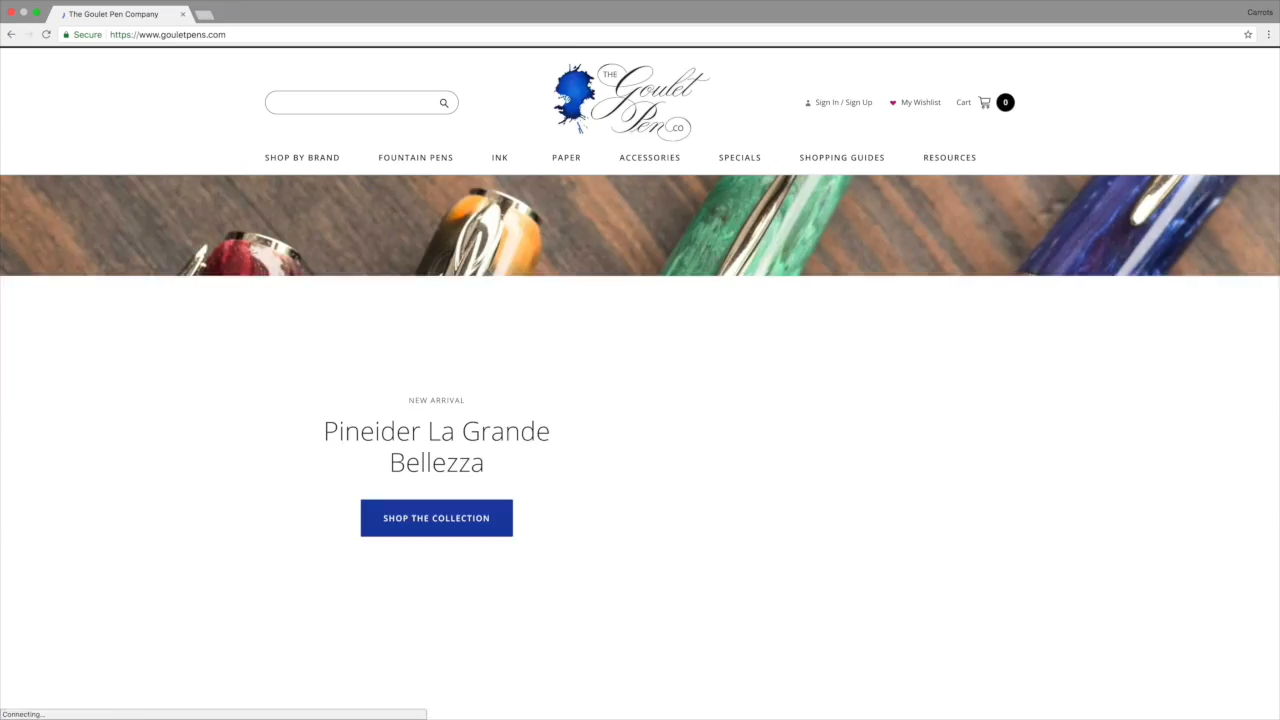 The Goulet Pen Company
Carrots
Secure https://www.gouletpens.com
THE Goulet Pen CO
Sign In / Sign Up
My Wishlist
Cart 0
SHOP BY BRAND FOUNTAIN PENS INK PAPER ACCESSORIES SPECIALS SHOPPING GUIDES RESOURCES
NEW ARRIVAL
Pineider La Grande
Bellezza
SHOP THE COLLECTION
Connecting...